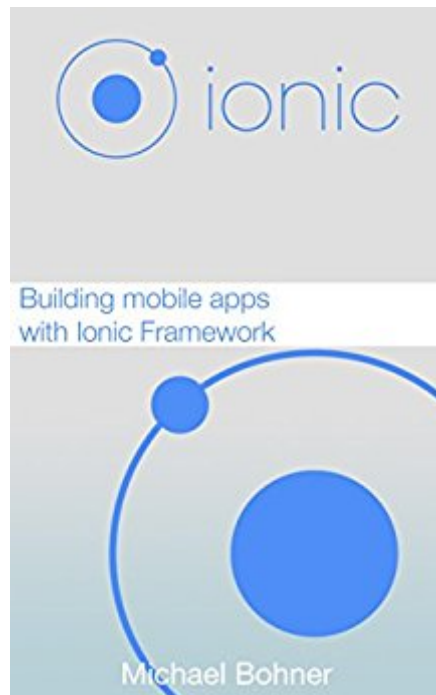 ionic
Building mobile apps
with Ionic Framework
Michael Bohner